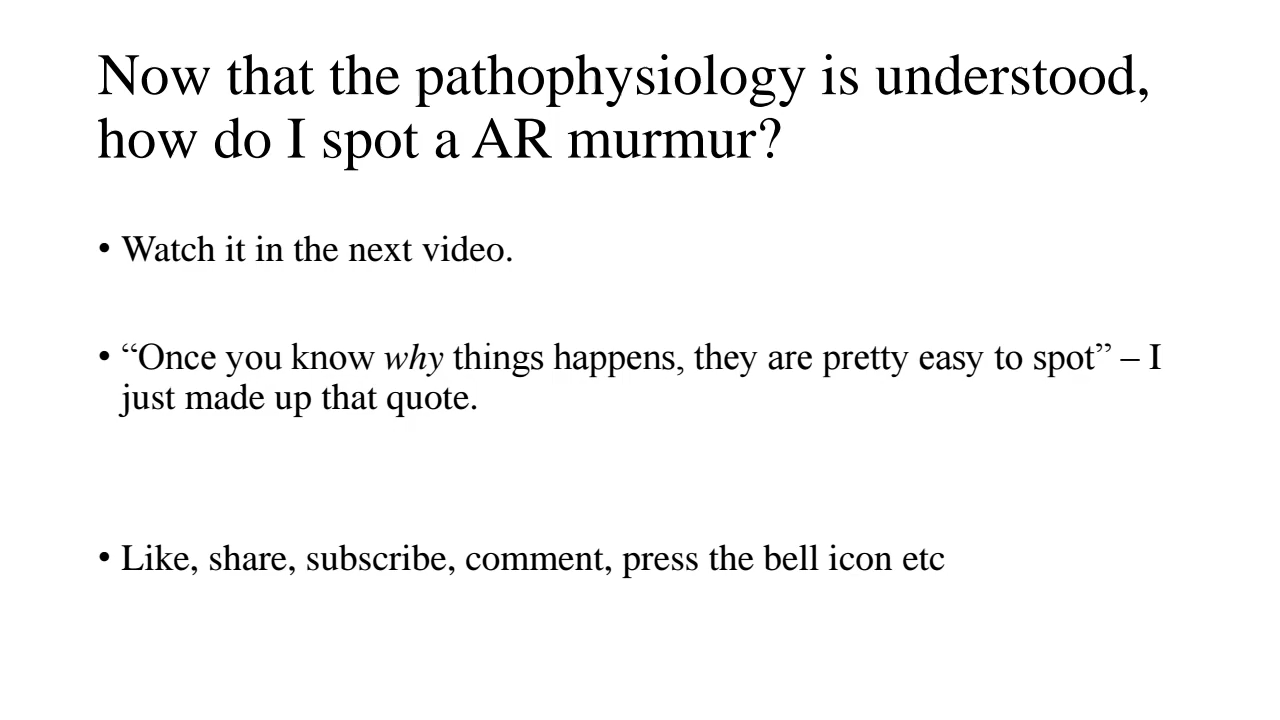 Now that the pathophysiology is understood,
how do I spot a AR murmur?
• Watch it in the next video.
• “Once you know why things happens, they are pretty easy to spot” – I
just made up that quote.
• Like, share, subscribe, comment, press the bell icon etc